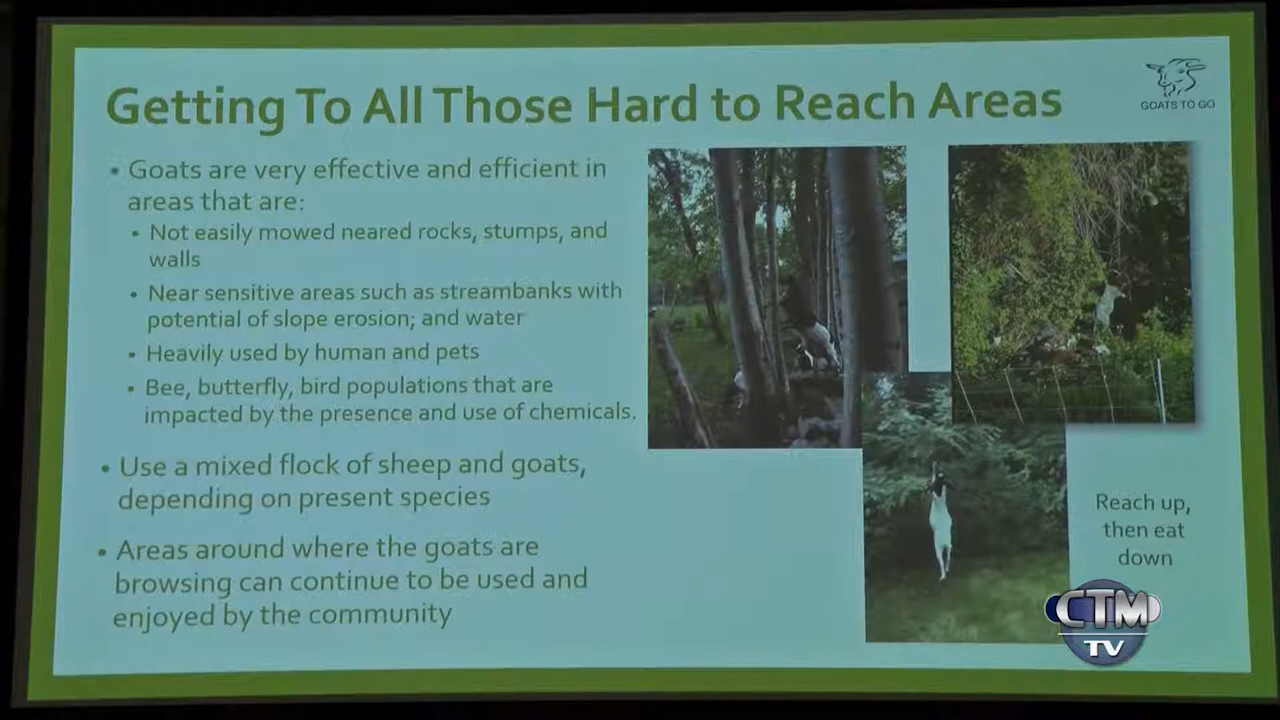 Getting To All Those Hard to Reach Areas
GOATS TO GO
• Goats are very effective and efficient in
areas that are:
• Not easily mowed neared rocks, stumps, and
walls
• Near sensitive areas such as streambanks with
potential of slope erosion; and water
• Heavily used by human and pets
• Bee, butterfly, bird populations that are
impacted by the presence and use of chemicals.
• Use a mixed flock of sheep and goats,
depending on present species
• Areas around where the goats are
browsing can continue to be used and
enjoyed by the community
Reach up,
then eat
down
CTM
TV